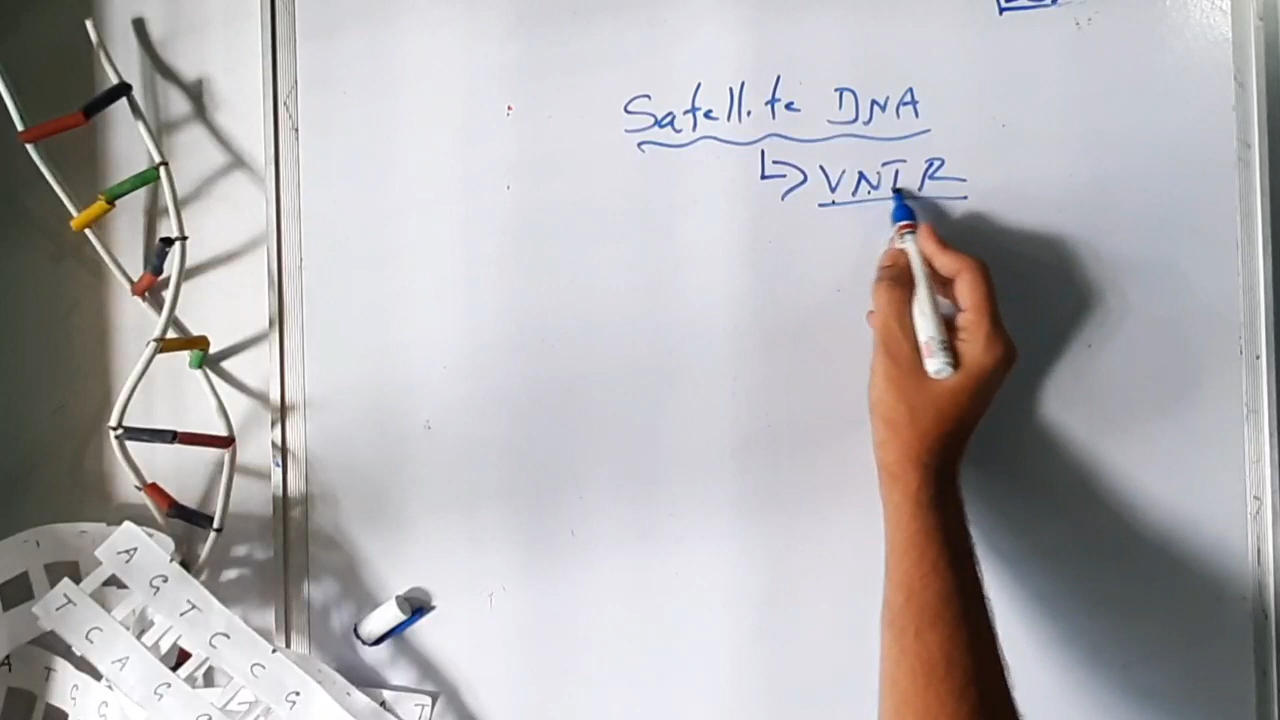 Satellite DNA
↳ VNTR
A G T C C G
T C A G G
A T G G
A T